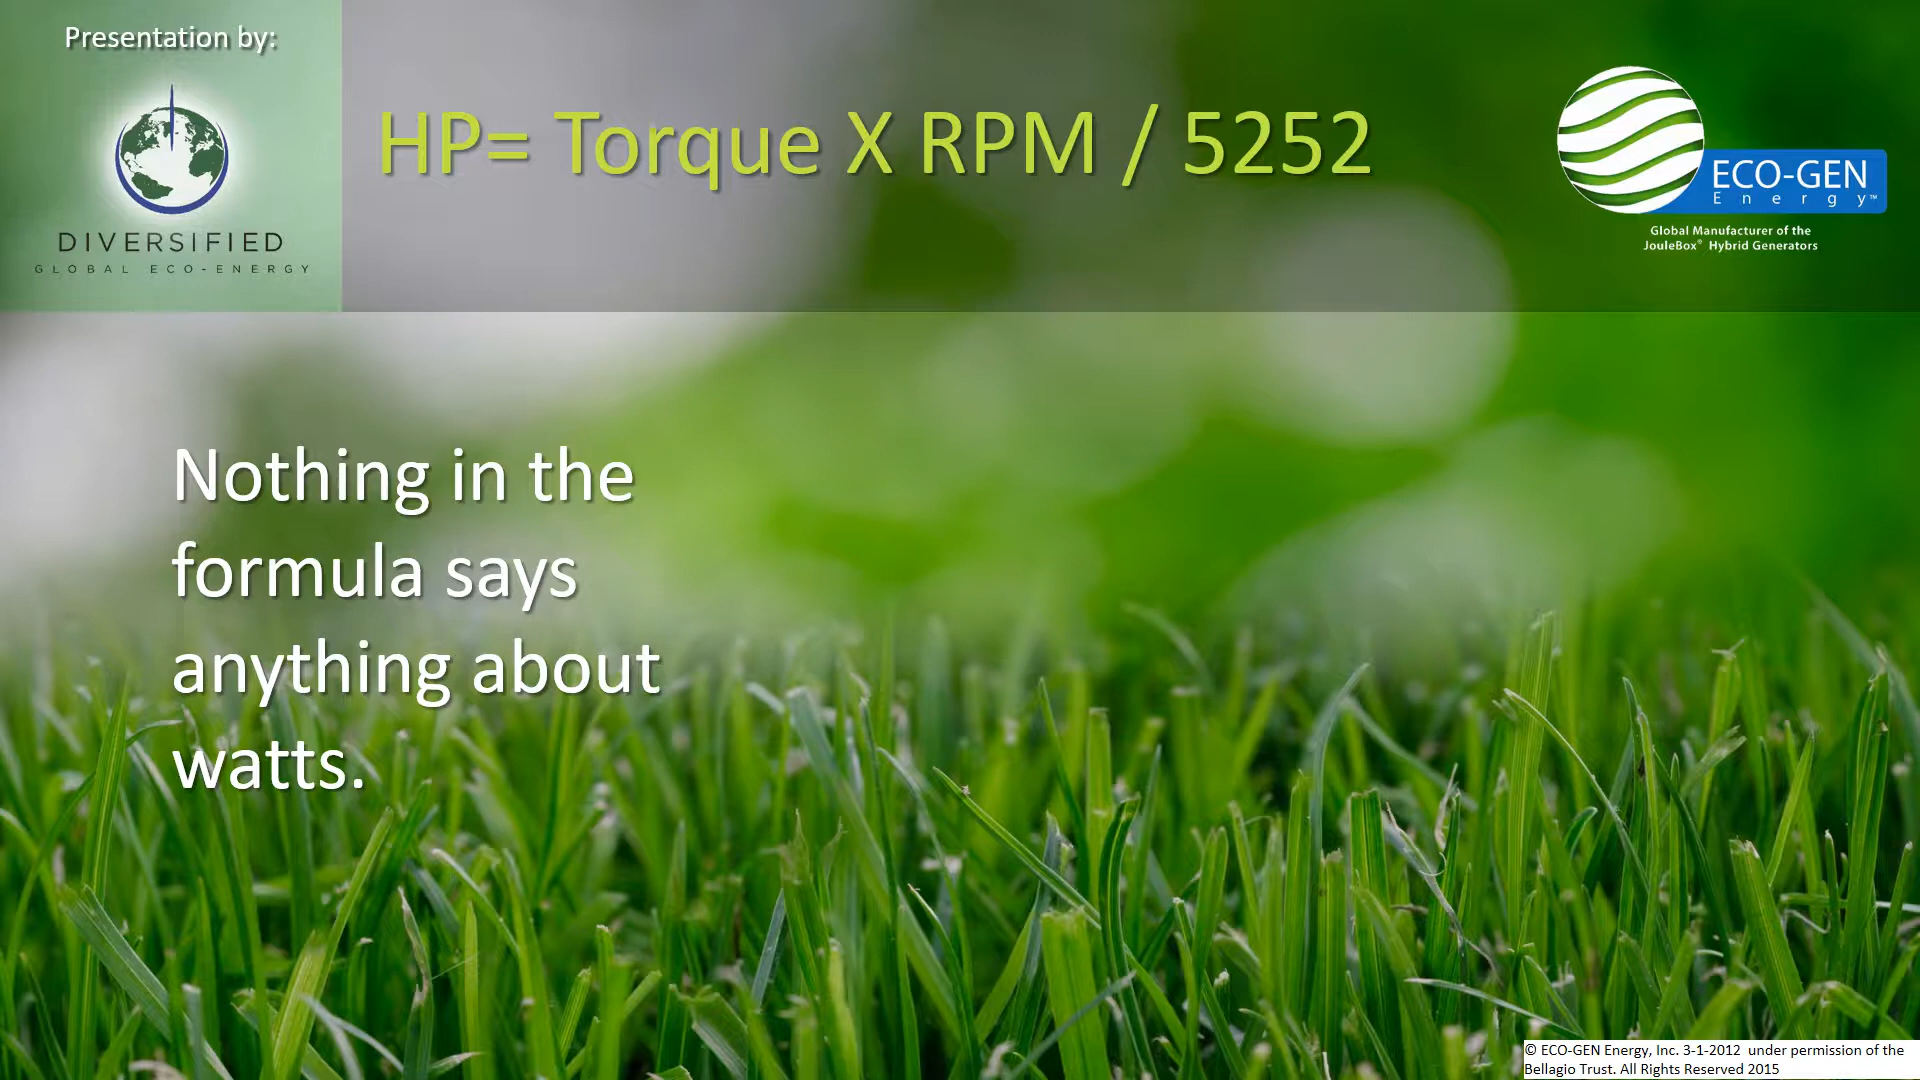 Presentation by:
DIVERSIFIED
GLOBAL ECO-ENERGY
HP= Torque X RPM / 5252
ECO-GEN
Energy™
Global Manufacturer of the
JouleBox® Hybrid Generators
Nothing in the
formula says
anything about
watts.
© ECO-GEN Energy, Inc. 3-1-2012 under permission of the
Bellagio Trust. All Rights Reserved 2015